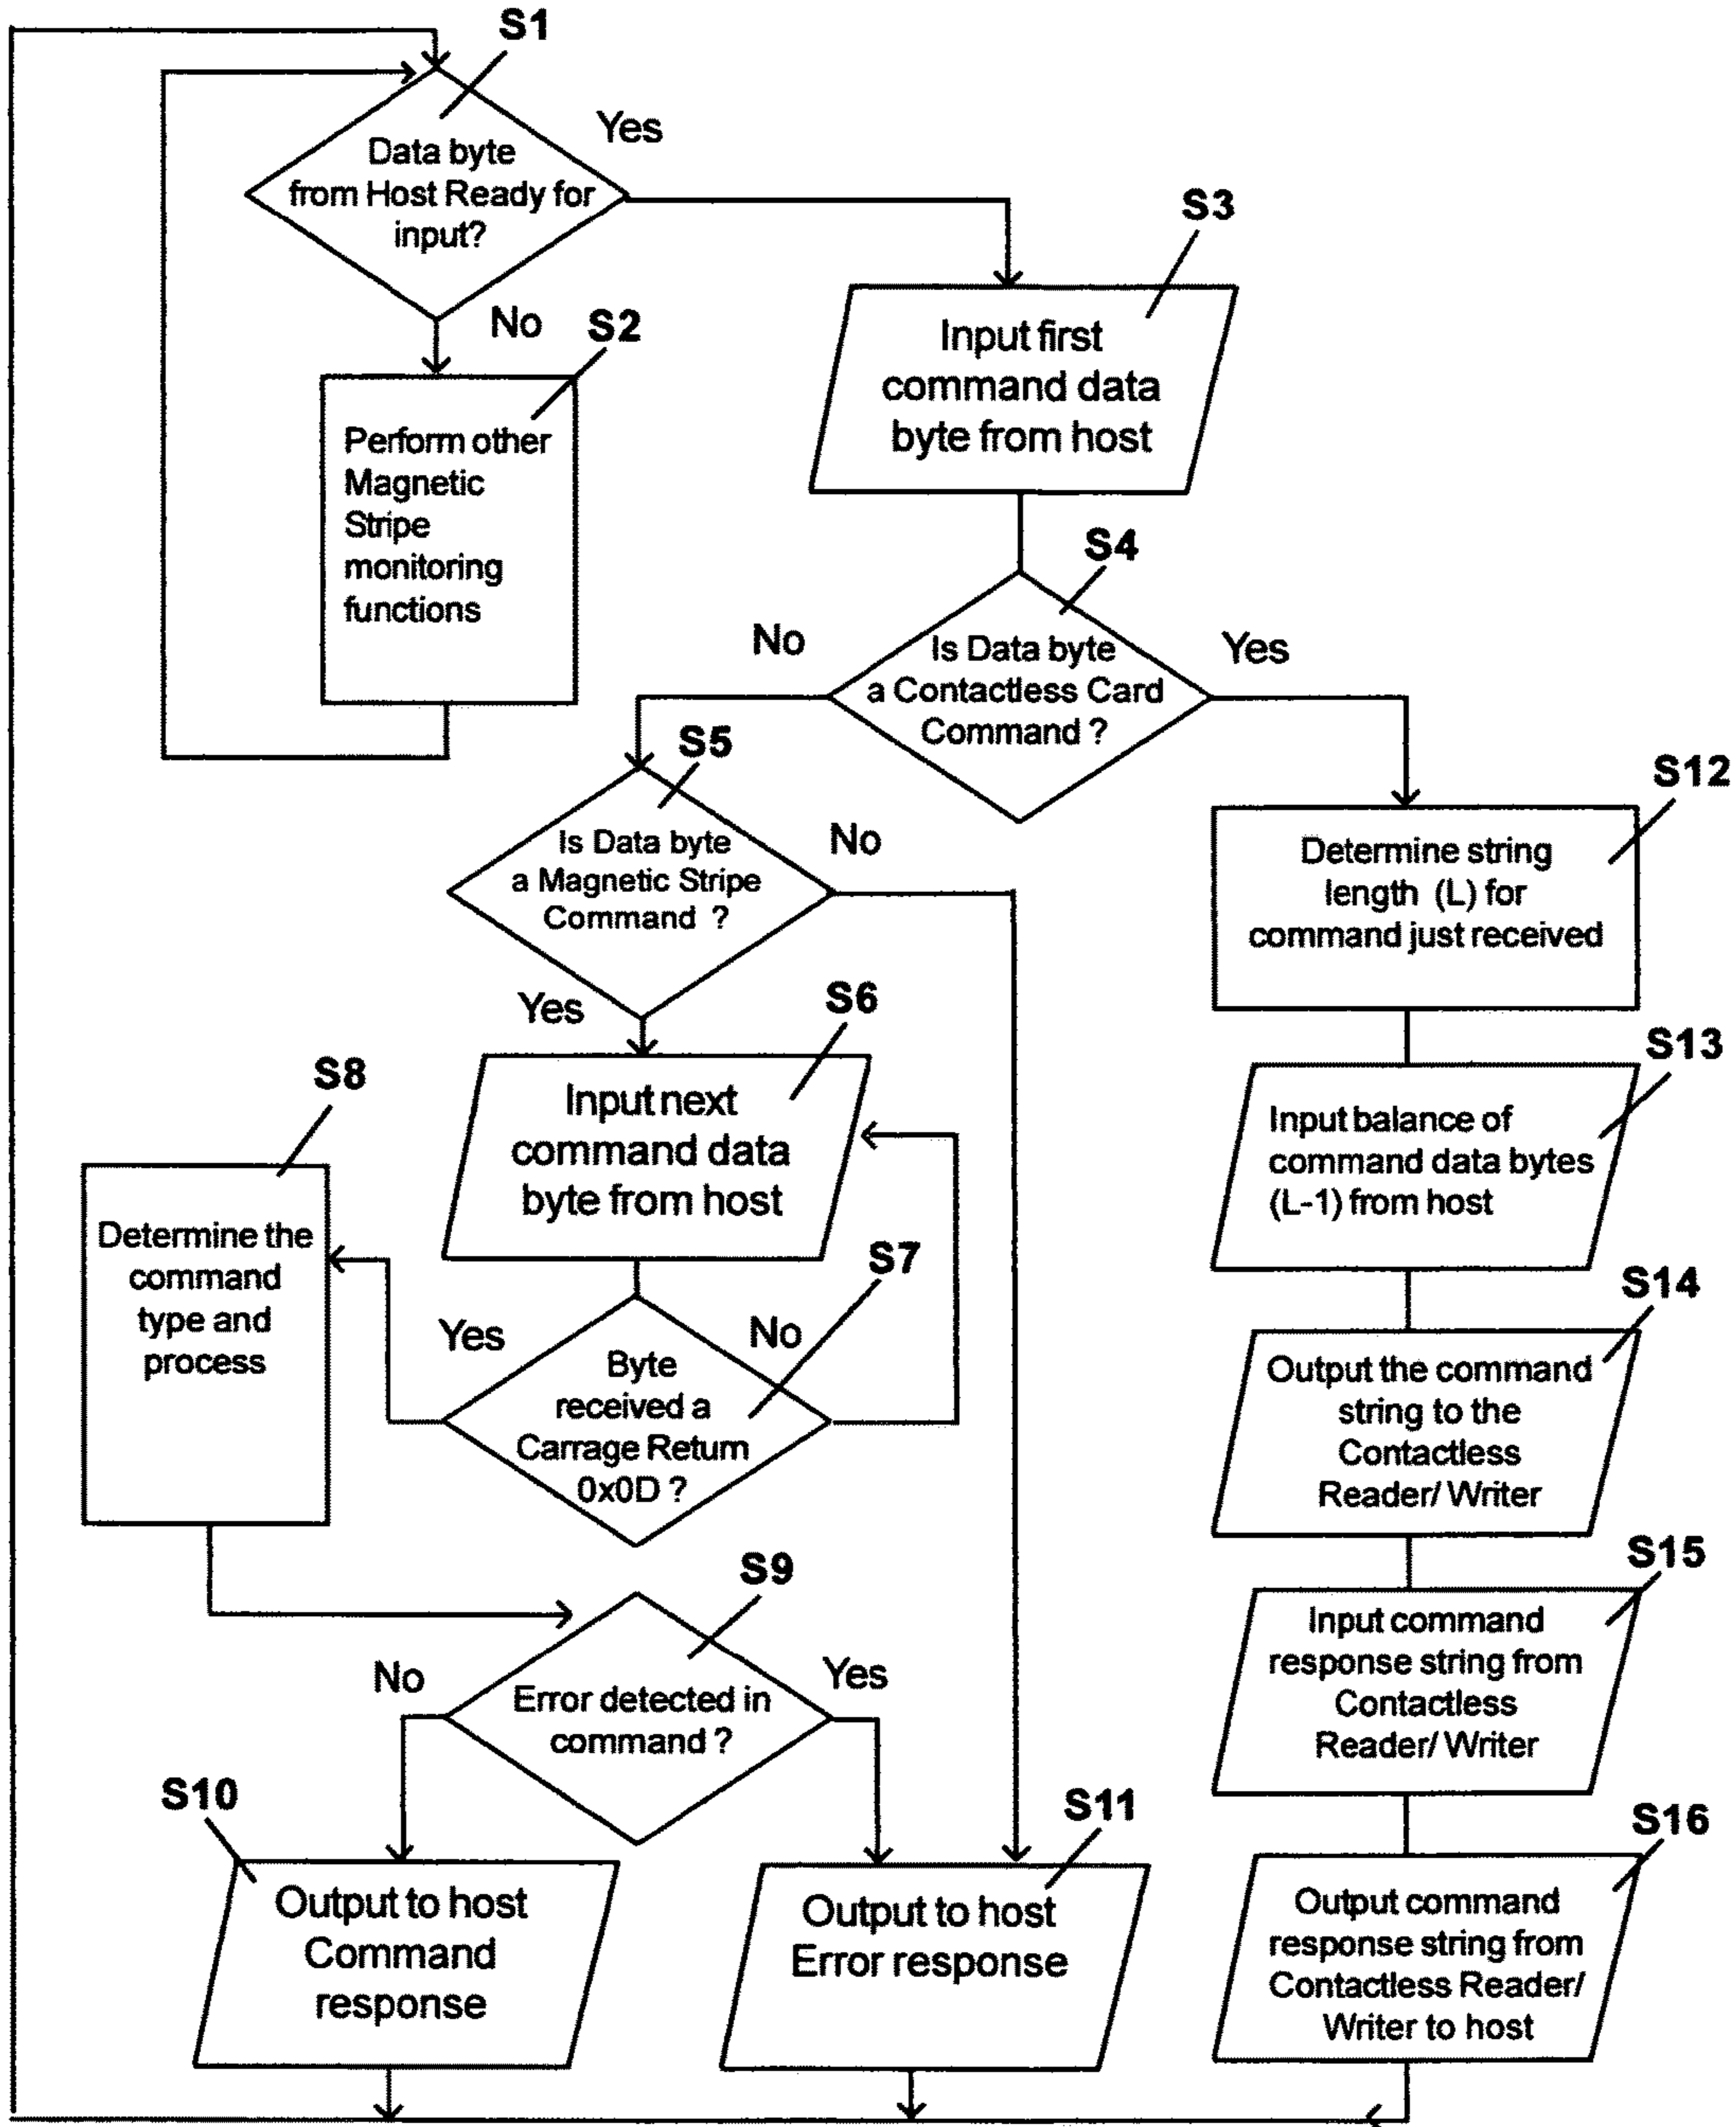 S1
Data byte
from Host Ready for
input?
Yes
No
S2
Perform other
Magnetic
Stripe
monitoring
functions
S3
Input first
command data
byte from host
S4
Is Data byte
a Contactless Card
Command ?
No
Yes
S5
Is Data byte
a Magnetic Stripe
Command ?
No
Yes
S6
Input next
command data
byte from host
S7
Byte
received a
Carrage Return
0x0D ?
Yes
No
S8
Determine the
command
type and
process
S9
Error detected in
command ?
No
Yes
S10
Output to host
Command
response
S11
Output to host
Error response
S12
Determine string
length (L) for
command just received
S13
Input balance of
command data bytes
(L-1) from host
S14
Output the command
string to the
Contactless
Reader/ Writer
S15
Input command
response string from
Contactless
Reader/ Writer
S16
Output command
response string from
Contactless Reader/
Writer to host